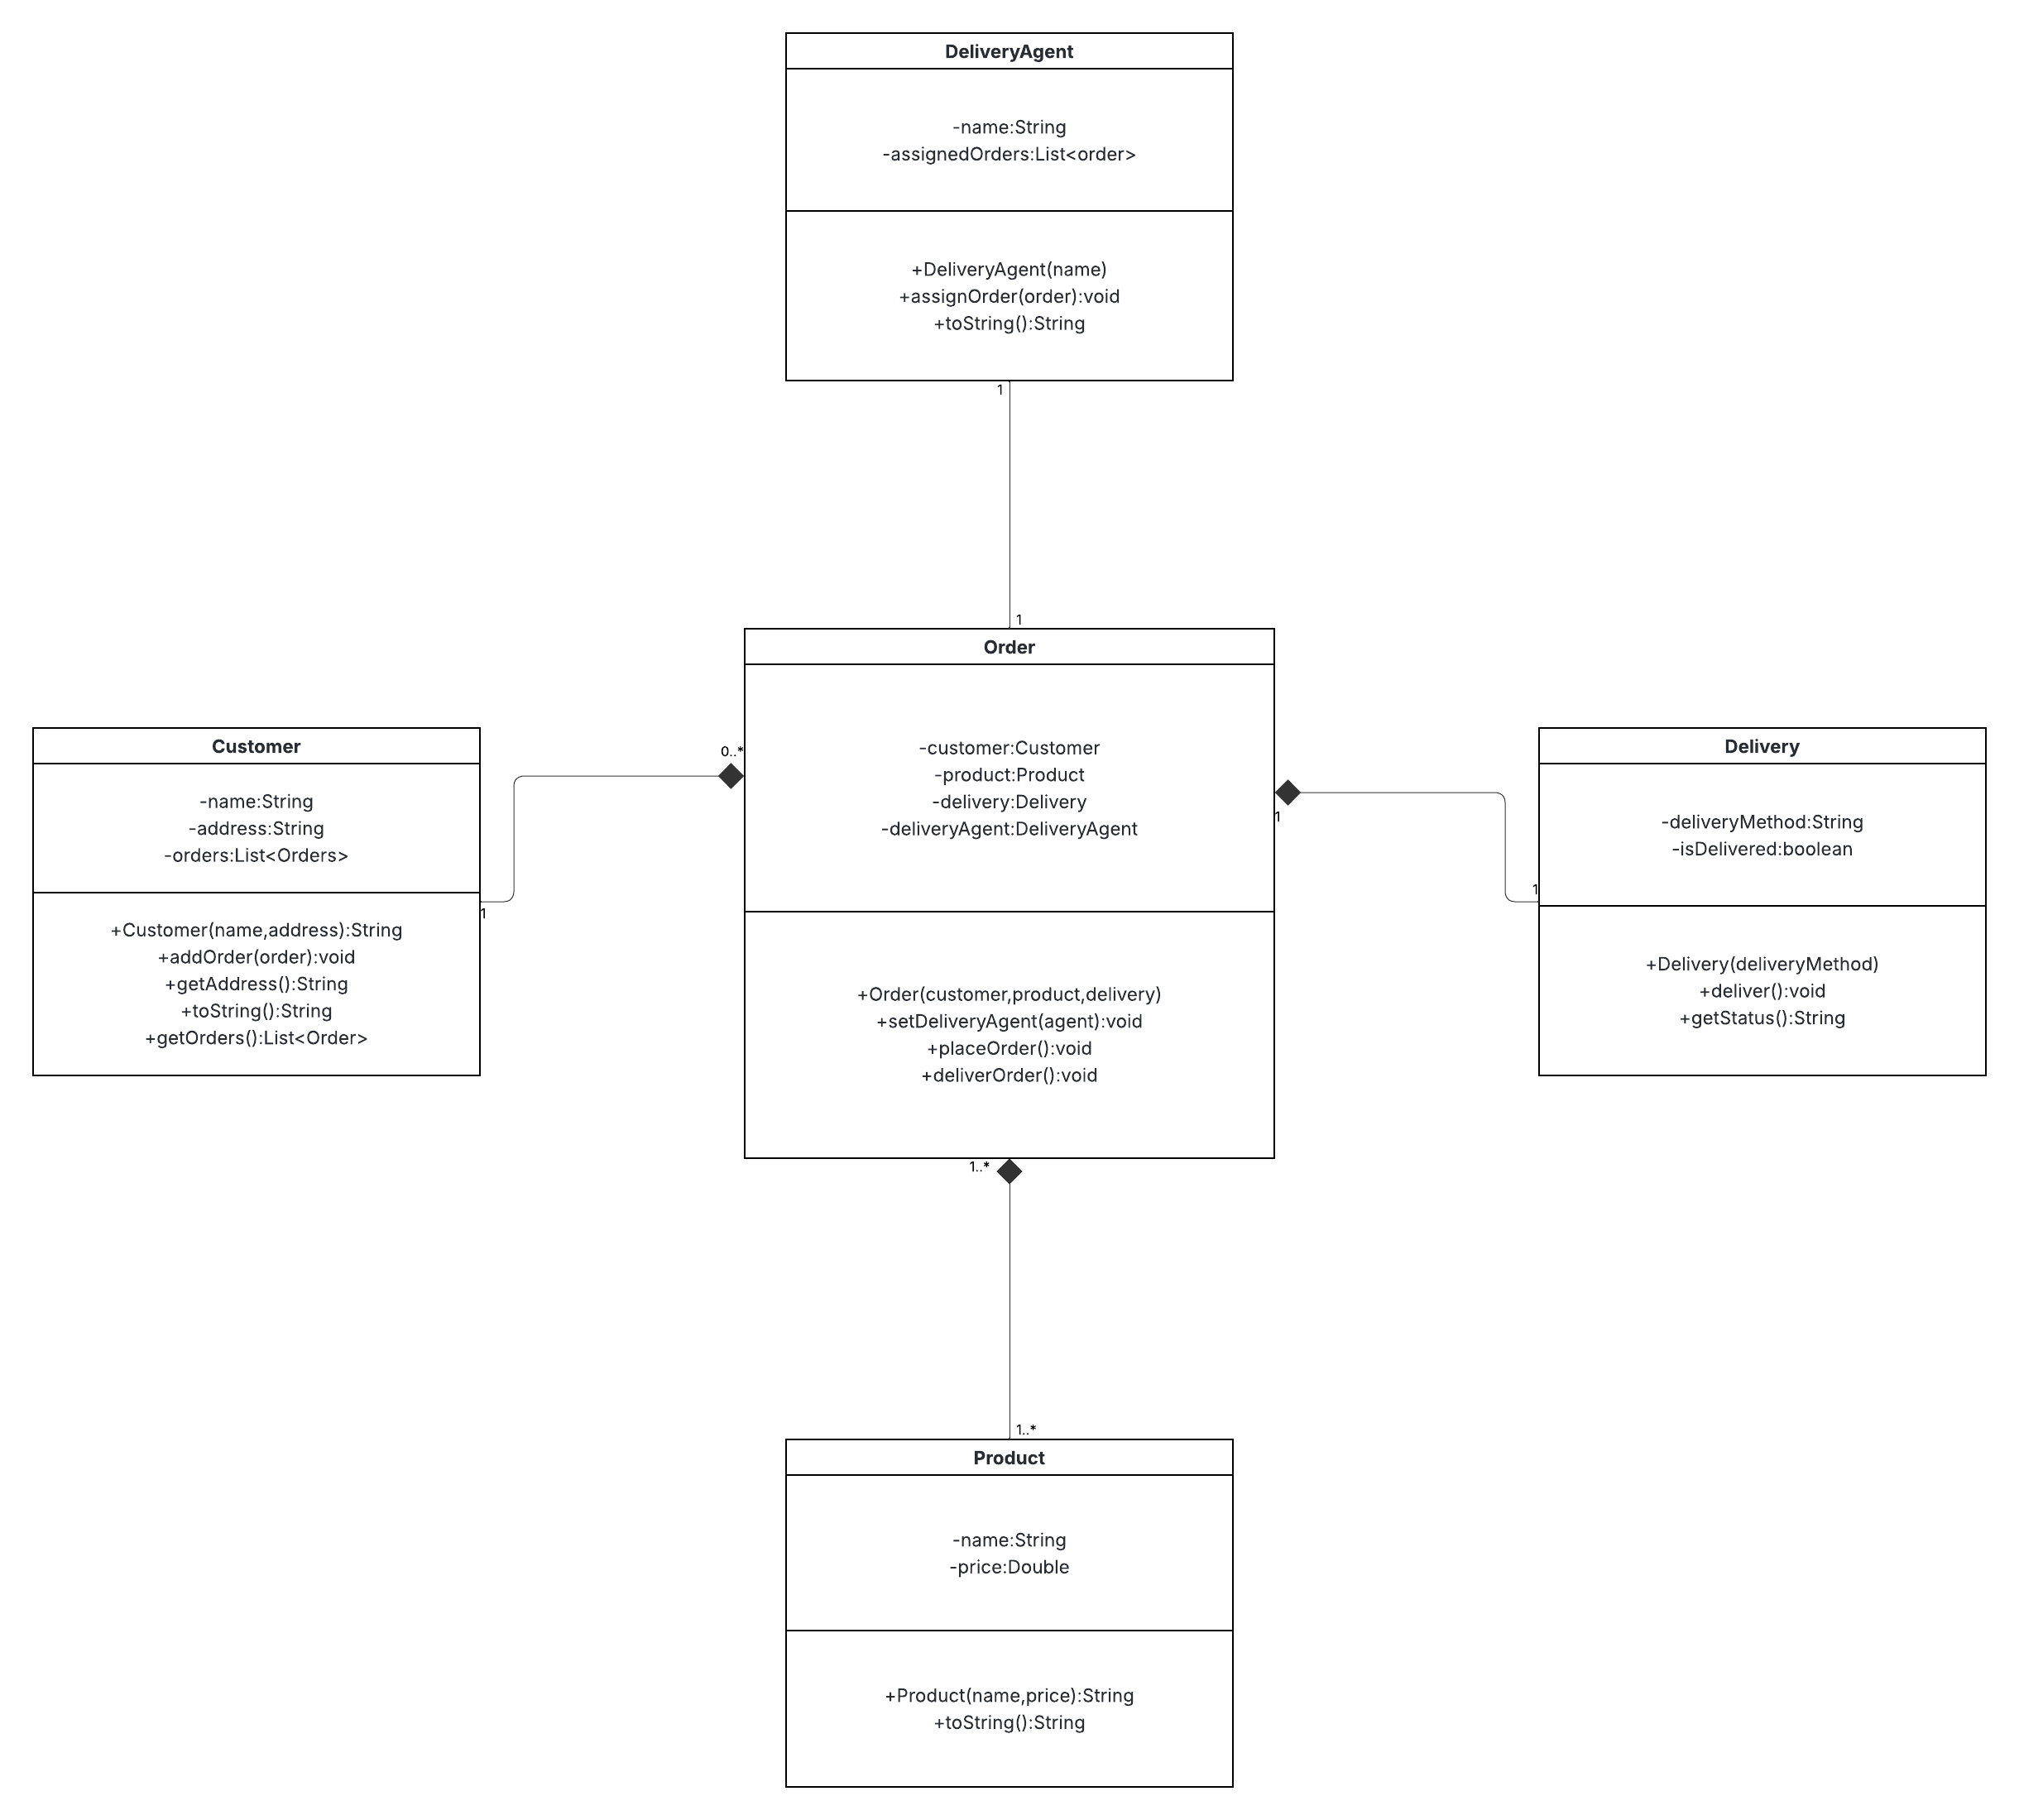 DeliveryAgent
-name:String
-assignedOrders:List<order>
+DeliveryAgent(name)
+assignOrder(order):void
+toString():String
1
1
Order
-customer:Customer
-product:Product
-delivery:Delivery
-deliveryAgent:DeliveryAgent
+Order(customer,product,delivery)
+setDeliveryAgent(agent):void
+placeOrder():void
+deliverOrder():void
0..*
1
Customer
-name:String
-address:String
-orders:List<Orders>
+Customer(name,address):String
+addOrder(order):void
+getAddress():String
+toString():String
+getOrders():List<Order>
1
1
Delivery
-deliveryMethod:String
-isDelivered:boolean
+Delivery(deliveryMethod)
+deliver():void
+getStatus():String
1..*
1..*
Product
-name:String
-price:Double
+Product(name,price):String
+toString():String